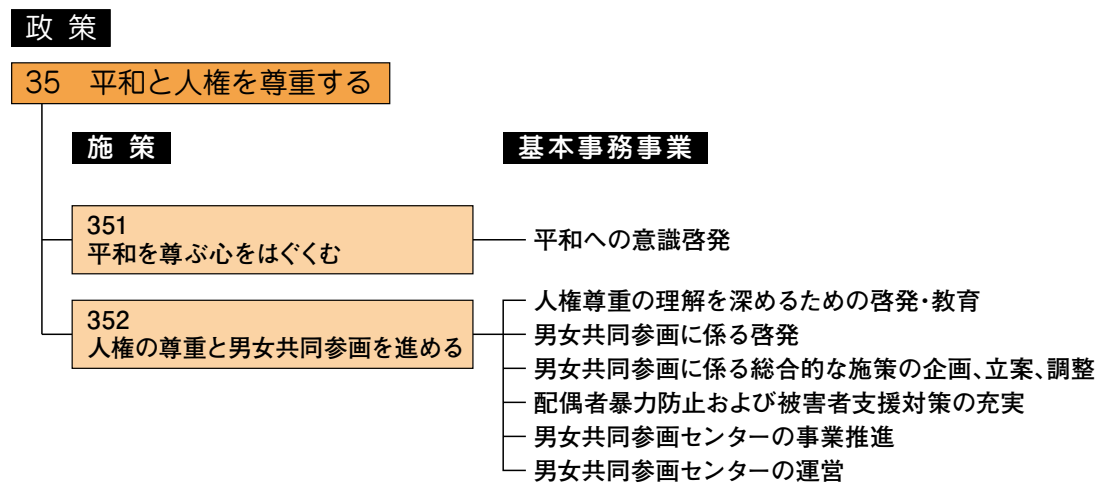 政策
35 平和と人権を尊重する
施策
基本事務事業
351
平和を尊ぶ心をはぐくむ
平和への意識啓発
352
人権の尊重と男女共同参画を進める
人権尊重の理解を深めるための啓発・教育
男女共同参画に係る啓発
男女共同参画に係る総合的な施策の企画、立案、調整
配偶者暴力防止および被害者支援対策の充実
男女共同参画センターの事業推進
男女共同参画センターの運営